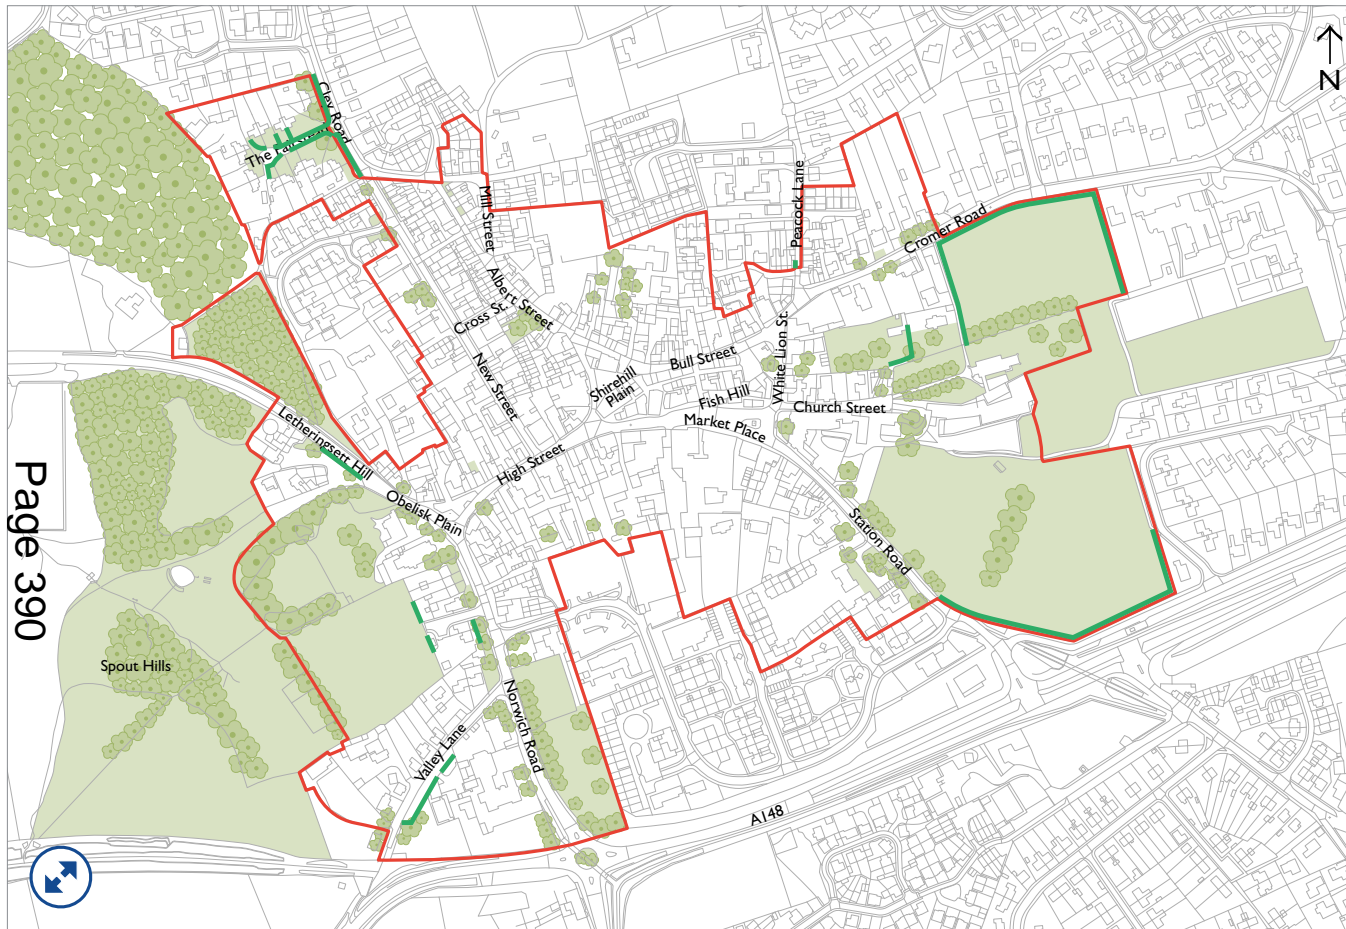 N
Cley Road
The Fairstead
Mill Street
Peacock Lane
Cromer Road
Albert Street
Cross St.
New Street
Bull Street
White Lion St.
Shirehill
Plain
Fish Hill
Church Street
Market Place
Letheringsett Hill
High Street
Obelisk Plain
Station Road
Page 390
Spout Hills
Norwich Road
Valley Lane
A148